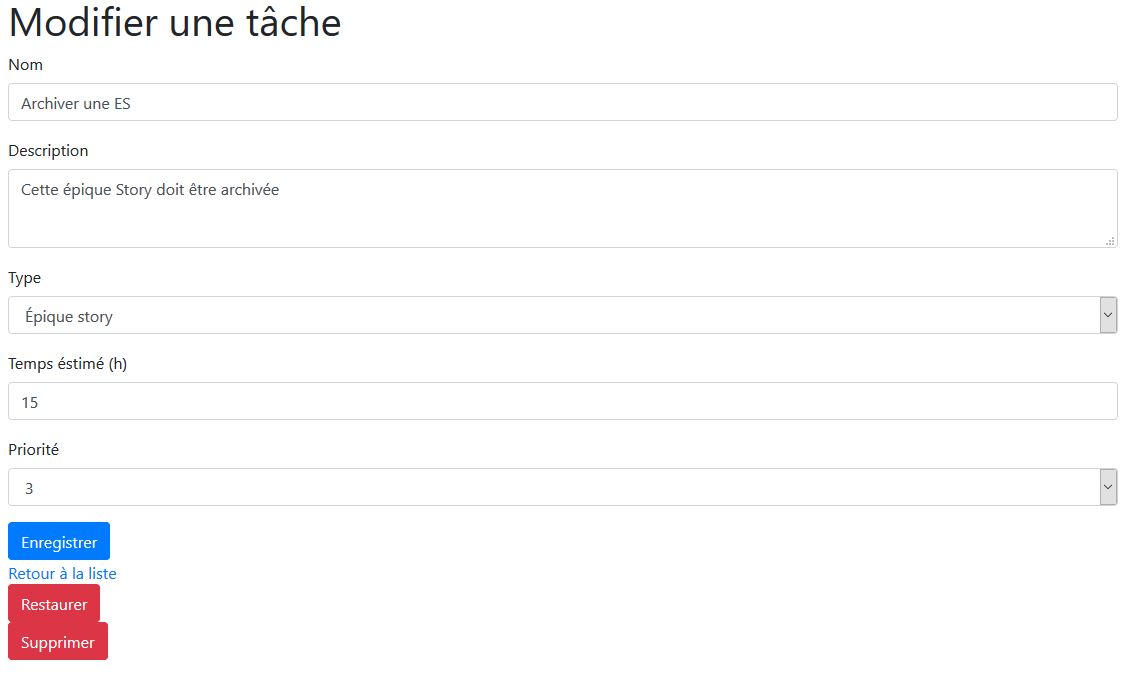 Modifier une tâche
Nom
Archiver une ES
Description
Cette épique Story doit être archivée
Type
Épique story
Temps éstimé (h)
15
Priorité
3
Enregistrer
Retour à la liste
Restaurer
Supprimer